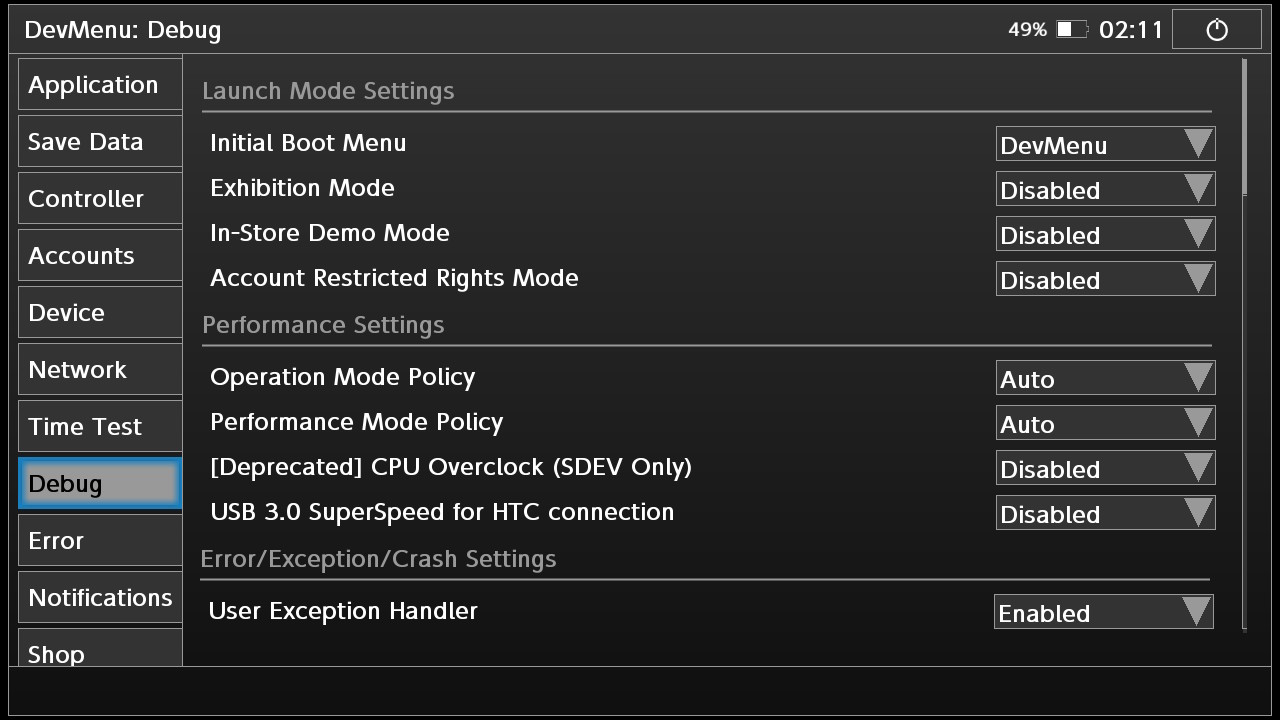 DevMenu: Debug
49%
02:11
Application
Save Data
Controller
Accounts
Device
Network
Time Test
Debug
Error
Notifications
Shop
Launch Mode Settings
Initial Boot Menu DevMenu
Exhibition Mode Disabled
In-Store Demo Mode Disabled
Account Restricted Rights Mode Disabled
Performance Settings
Operation Mode Policy Auto
Performance Mode Policy Auto
[Deprecated] CPU Overclock (SDEV Only) Disabled
USB 3.0 SuperSpeed for HTC connection Disabled
Error/Exception/Crash Settings
User Exception Handler Enabled